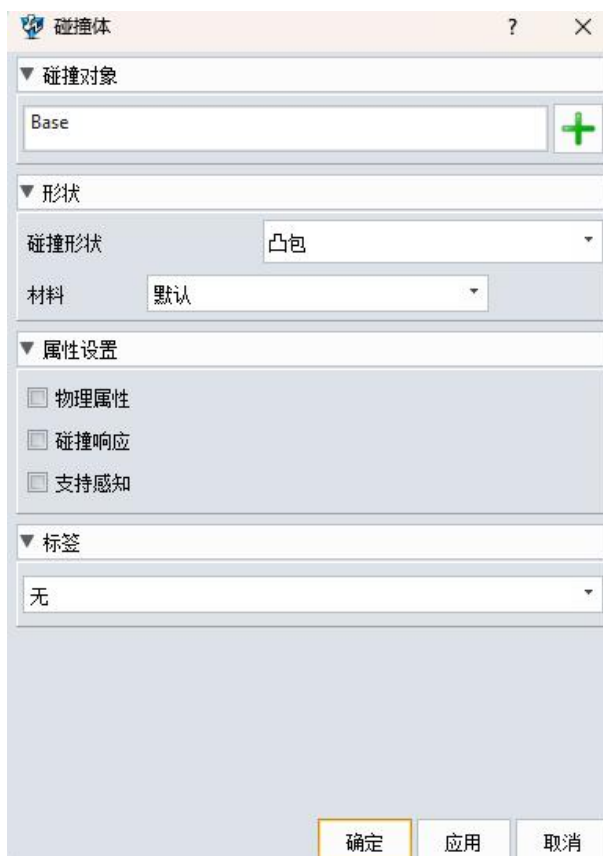 碰撞体 ?
碰撞对象
Base
形状
碰撞形状 凸包
材料 默认
属性设置
物理属性
碰撞响应
支持感知
标签
无
确定 应用 取消